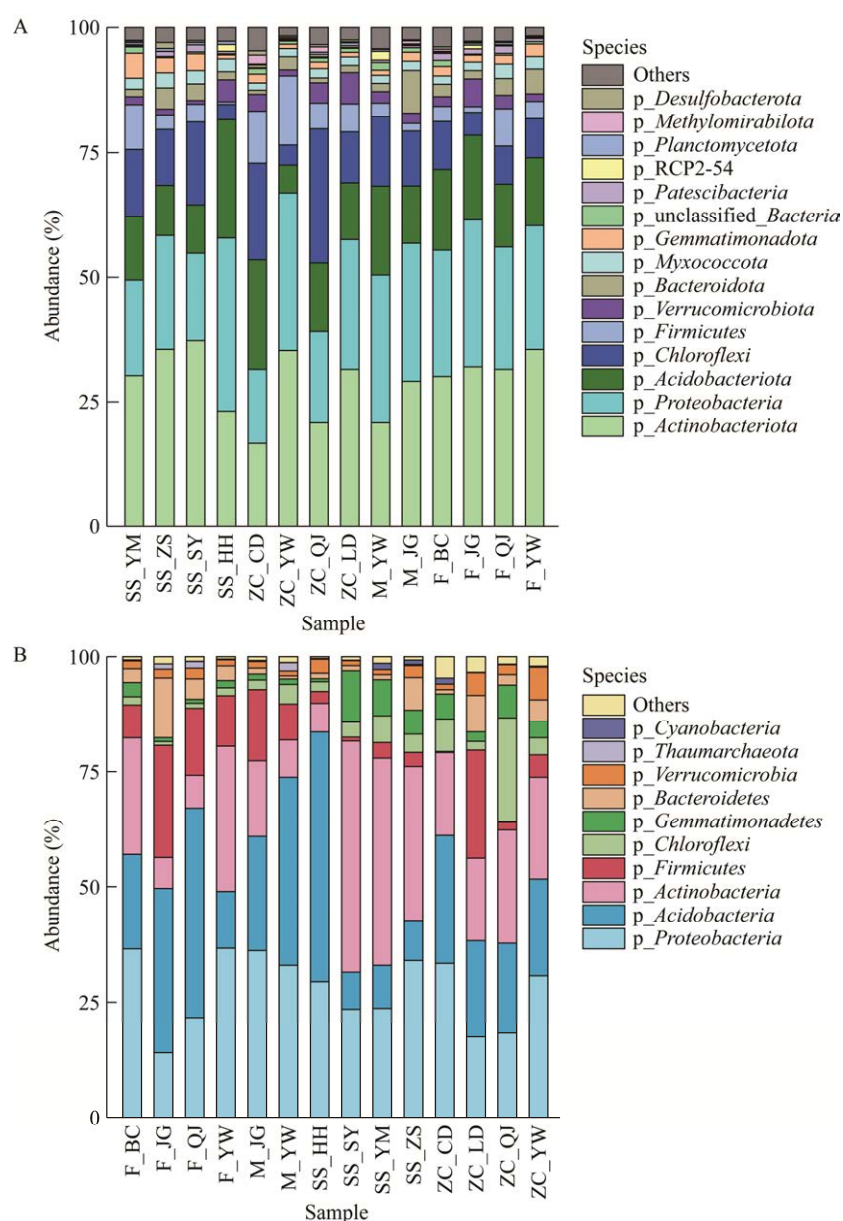 A
100
75
50
25
0
Abundance (%)
SS_YM
SS_ZS
SS_SY
SS_HH
ZC_CD
ZC_YW
ZC_QJ
ZC_LD
M_YW
M_JG
F_BC
F_JG
F_QJ
F_YW
Sample
Species
Others
p_Desulfobacterota
p_Methylomirabilota
p_Planctomycetota
p_RCP2-54
p_Patescibacteria
p_unclassified_Bacteria
p_Gemmatimonadota
p_Myxococcota
p_Bacteroidota
p_Verrucomicrobiota
p_Firmicutes
p_Chloroflexi
p_Acidobacteriota
p_Proteobacteria
p_Actinobacteriota
B
100
75
50
25
0
Abundance (%)
F_BC
F_JG
F_QJ
F_YW
M_JG
M_YW
SS_HH
SS_SY
SS_YM
SS_ZS
ZC_CD
ZC_LD
ZC_QJ
ZC_YW
Sample
Species
Others
p_Cyanobacteria
p_Thaumarchaeota
p_Verrucomicrobia
p_Bacteroidetes
p_Gemmatimonadetes
p_Chloroflexi
p_Firmicutes
p_Actinobacteria
p_Acidobacteria
p_Proteobacteria